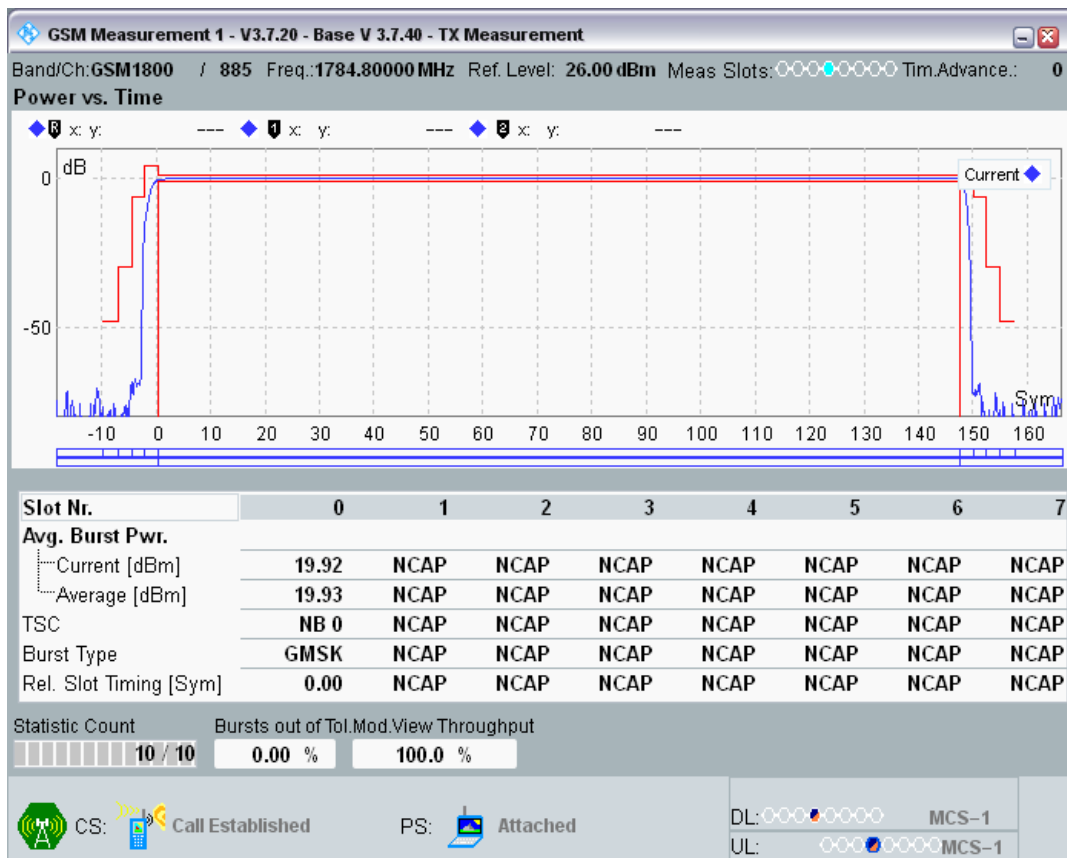 GSM Measurement 1 - V3.7.20 - Base V 3.7.40 - TX Measurement
Band/Ch:GSM1800 / 885 Freq.:1784.80000 MHz Ref. Level: 26.00 dBm Meas Slots: Tim.Advance.: 0
Power vs. Time
R x: y: --- 1 x: y: --- 2 x: y: ---
dB
0
Current
-50
Sym
-10 0 10 20 30 40 50 60 70 80 90 100 110 120 130 140 150 160
Slot Nr. 0 1 2 3 4 5 6 7
Avg. Burst Pwr.
Current [dBm] 19.92 NCAP NCAP NCAP NCAP NCAP NCAP NCAP
Average [dBm] 19.93 NCAP NCAP NCAP NCAP NCAP NCAP NCAP
TSC NB 0 NCAP NCAP NCAP NCAP NCAP NCAP NCAP
Burst Type GMSK NCAP NCAP NCAP NCAP NCAP NCAP NCAP
Rel. Slot Timing [Sym] 0.00 NCAP NCAP NCAP NCAP NCAP NCAP NCAP
Statistic Count Bursts out of Tol.Mod.View Throughput
10 / 10 0.00 % 100.0 %
CS: Call Established PS: Attached
DL: MCS-1
UL: MCS-1